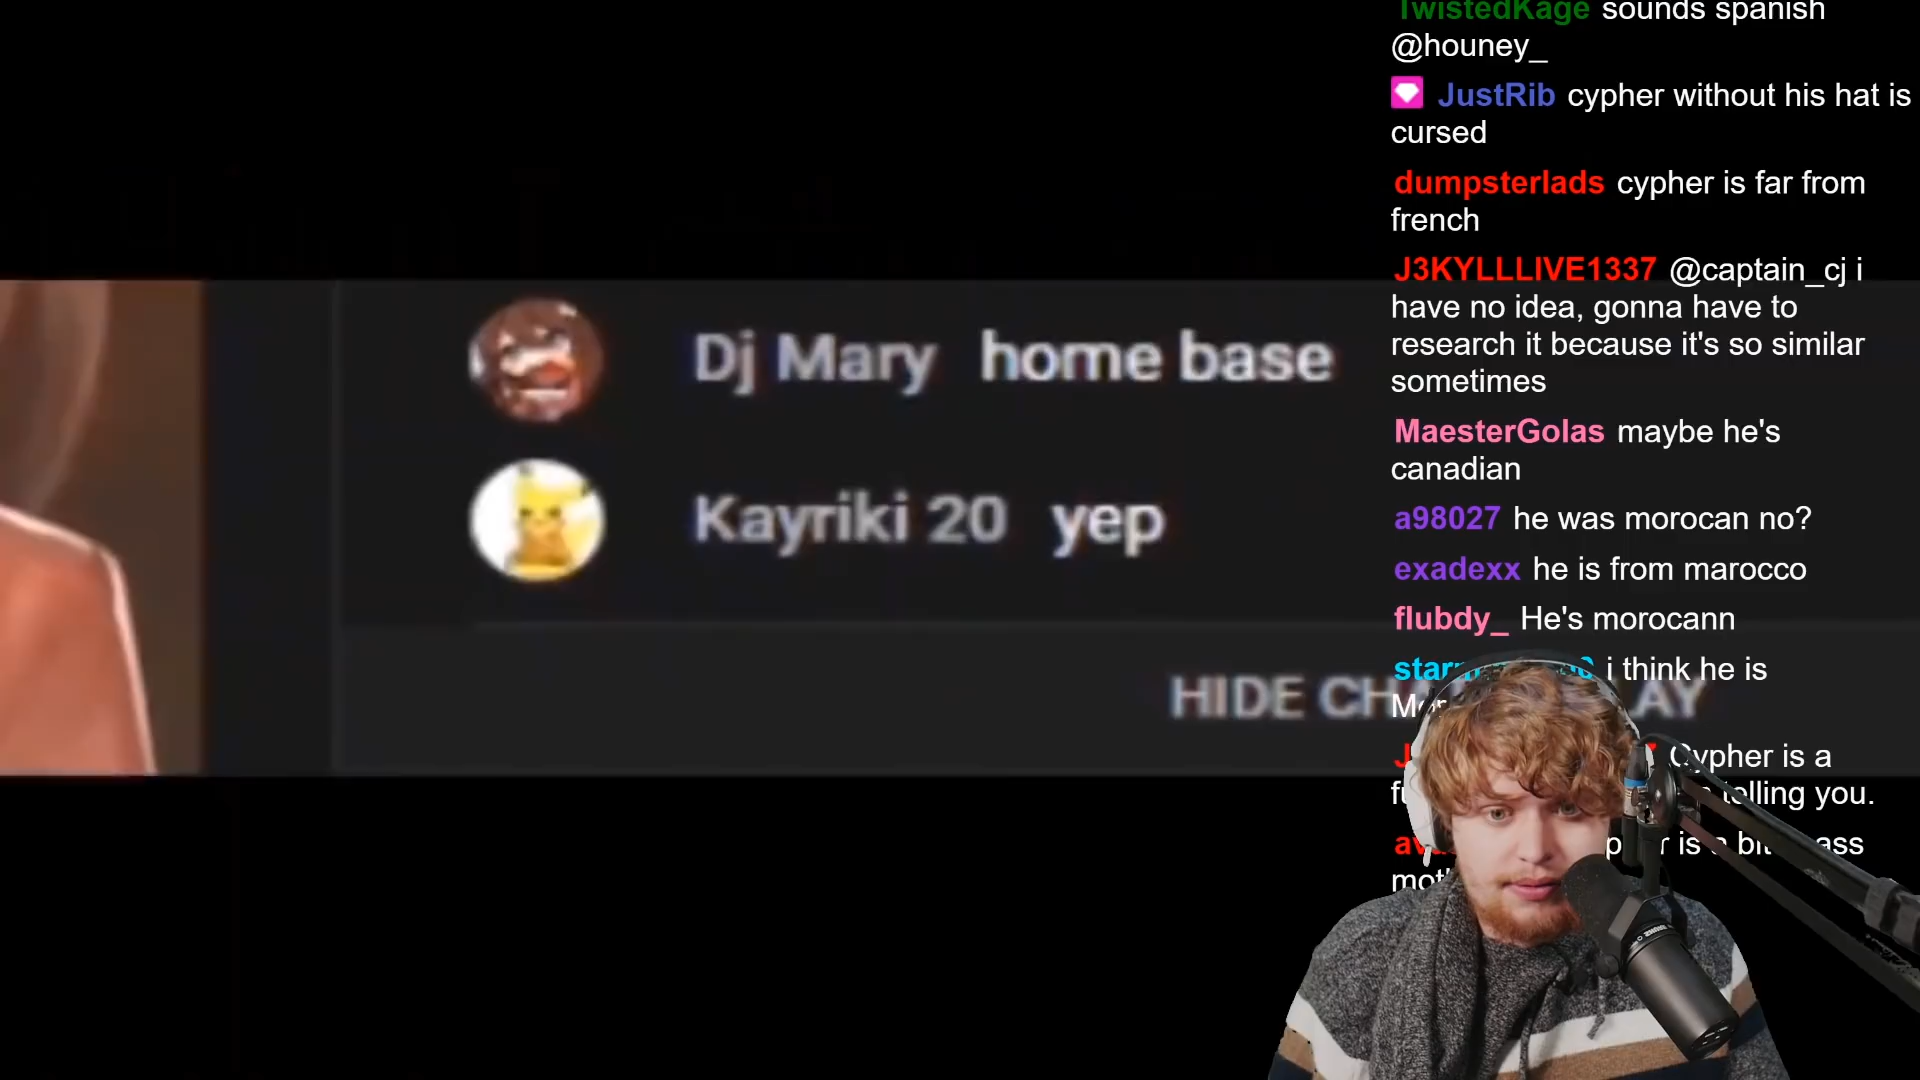 Dj Mary home base
Kayriki 20 yep
HIDE
TwistedKage sounds spanish
@houney_
JustRib cypher without his hat is
cursed
dumpsterlads cypher is far from
french
J3KYLLLIVE1337 @captain_cj i
have no idea, gonna have to
research it because it's so similar
sometimes
MaesterGolas maybe he's
canadian
a98027 he was morocan no?
exadexx he is from marocco
flubdy_ He's morocann
i think he is
Cypher is a
telling you.
is a